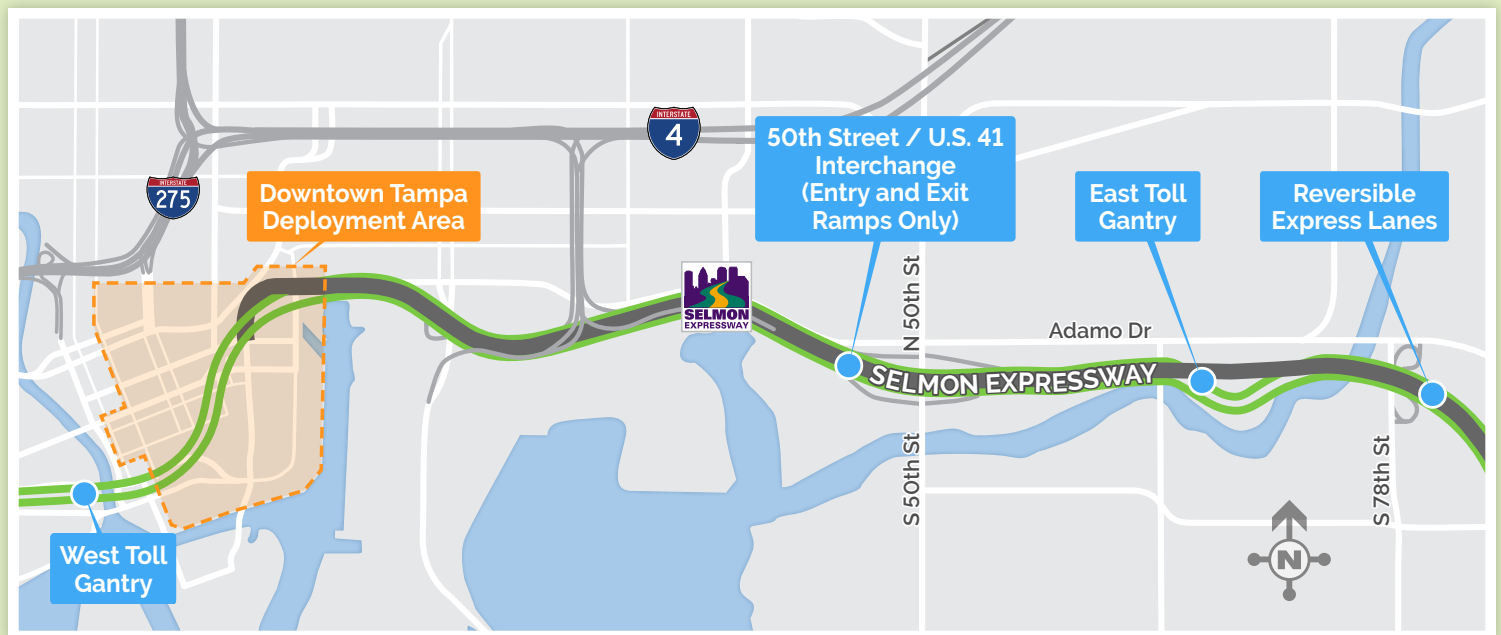 INTERSTATE
4
INTERSTATE
275
Downtown Tampa
Deployment Area
50th Street / U.S. 41
Interchange
(Entry and Exit
Ramps Only)
East Toll
Gantry
Reversible
Express Lanes
SELMON
EXPRESSWAY
N 50th St
Adamo Dr
SELMON EXPRESSWAY
S 50th St
S 78th St
West Toll
Gantry
N